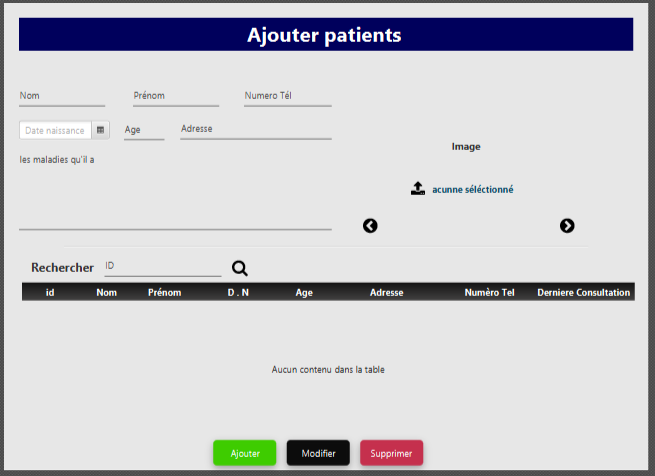 Ajouter patients
Nom Prénom Numero Tél
Date naissance Age Adresse
Image
les maladies qu'il a
acunne séléctionné
Rechercher ID
id Nom Prénom D . N Age Adresse Numèro Tel Derniere Consultation
Aucun contenu dans la table
Ajouter Modifier Supprimer